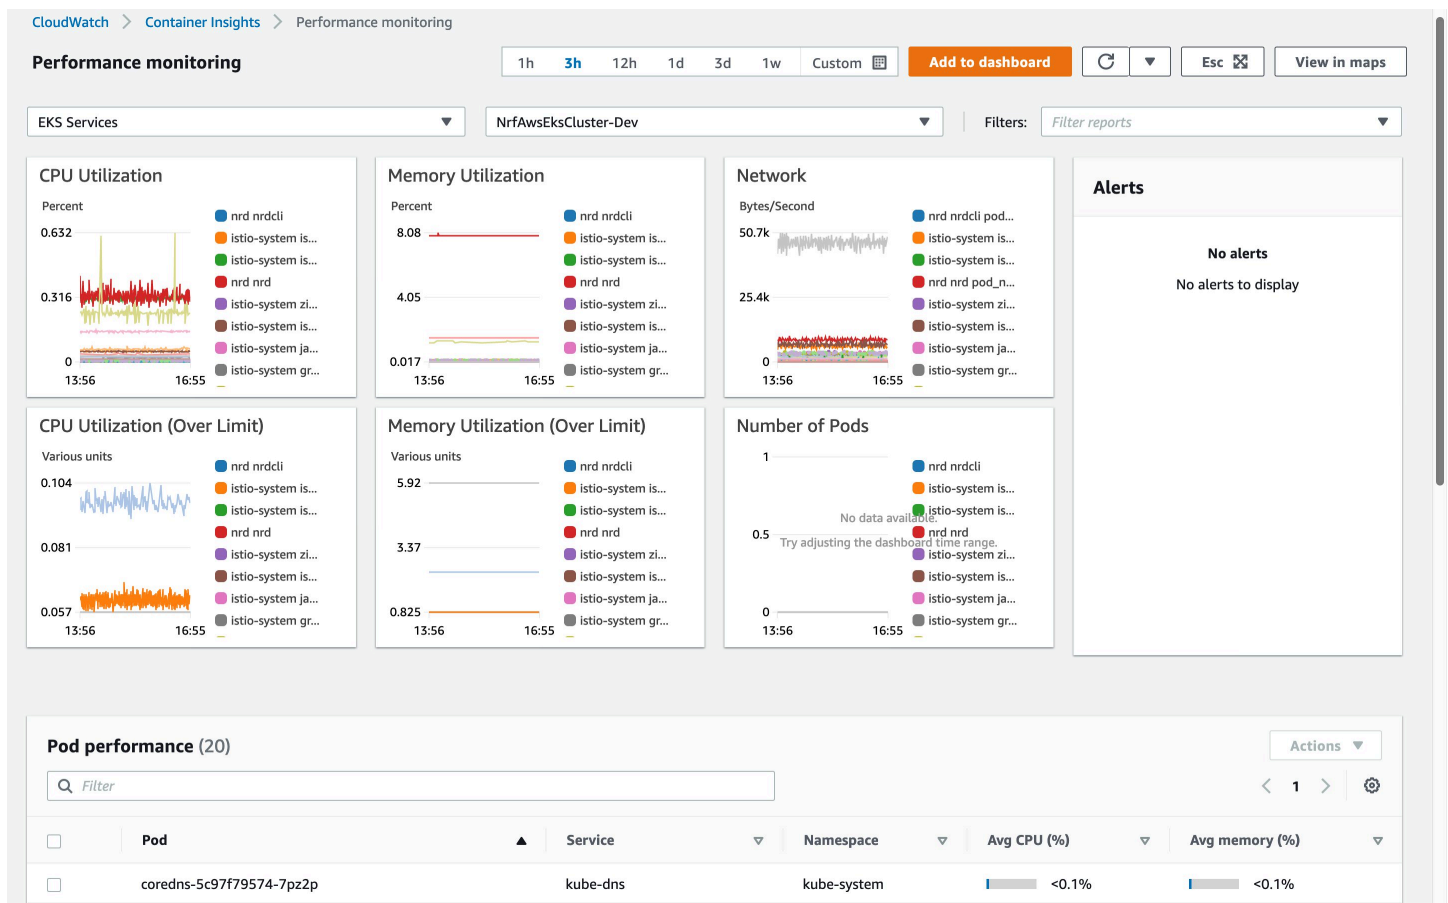 CloudWatch > Container Insights > Performance monitoring
Performance monitoring
1h 3h 12h 1d 3d 1w Custom
Add to dashboard
Esc
View in maps
EKS Services
NrfAwsEksCluster-Dev
Filters:
Filter reports
CPU Utilization
Percent
0.632
0.316
0
13:56
16:55
nrd nrdcli
istio-system is...
istio-system is...
nrd nrd
istio-system zi...
istio-system is...
istio-system ja...
istio-system gr...
Memory Utilization
Percent
8.08
4.05
0.017
13:56
16:55
nrd nrdcli
istio-system is...
istio-system is...
nrd nrd
istio-system zi...
istio-system is...
istio-system ja...
istio-system gr...
Network
Bytes/Second
50.7k
25.4k
0
13:56
16:55
nrd nrdcli pod...
istio-system is...
istio-system is...
nrd nrd pod_n...
istio-system zi...
istio-system is...
istio-system ja...
istio-system gr...
Alerts
No alerts
No alerts to display
CPU Utilization (Over Limit)
Various units
0.104
0.081
0.057
13:56
16:55
nrd nrdcli
istio-system is...
istio-system is...
nrd nrd
istio-system zi...
istio-system is...
istio-system ja...
istio-system gr...
Memory Utilization (Over Limit)
Various units
5.92
3.37
0.825
13:56
16:55
nrd nrdcli
istio-system is...
istio-system is...
nrd nrd
istio-system zi...
istio-system is...
istio-system ja...
istio-system gr...
Number of Pods
1
0.5
0
13:56
16:55
No data available.
Try adjusting the dashboard time range.
nrd nrdcli
istio-system is...
istio-system is...
nrd nrd
istio-system zi...
istio-system is...
istio-system ja...
istio-system gr...
Pod performance (20)
Actions
Filter
1
Pod Service Namespace Avg CPU (%) Avg memory (%)
coredns-5c97f79574-7pz2p kube-dns kube-system <0.1% <0.1%